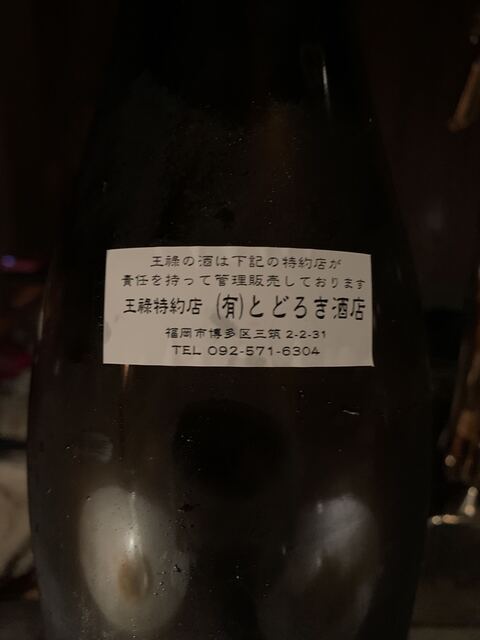 王祿の酒は下記の特約店が
責任を持って管理販売しております
王祿特約店 (有)とどろき酒店
福岡市博多区三筑 2-2-31
TEL 092-571-6304